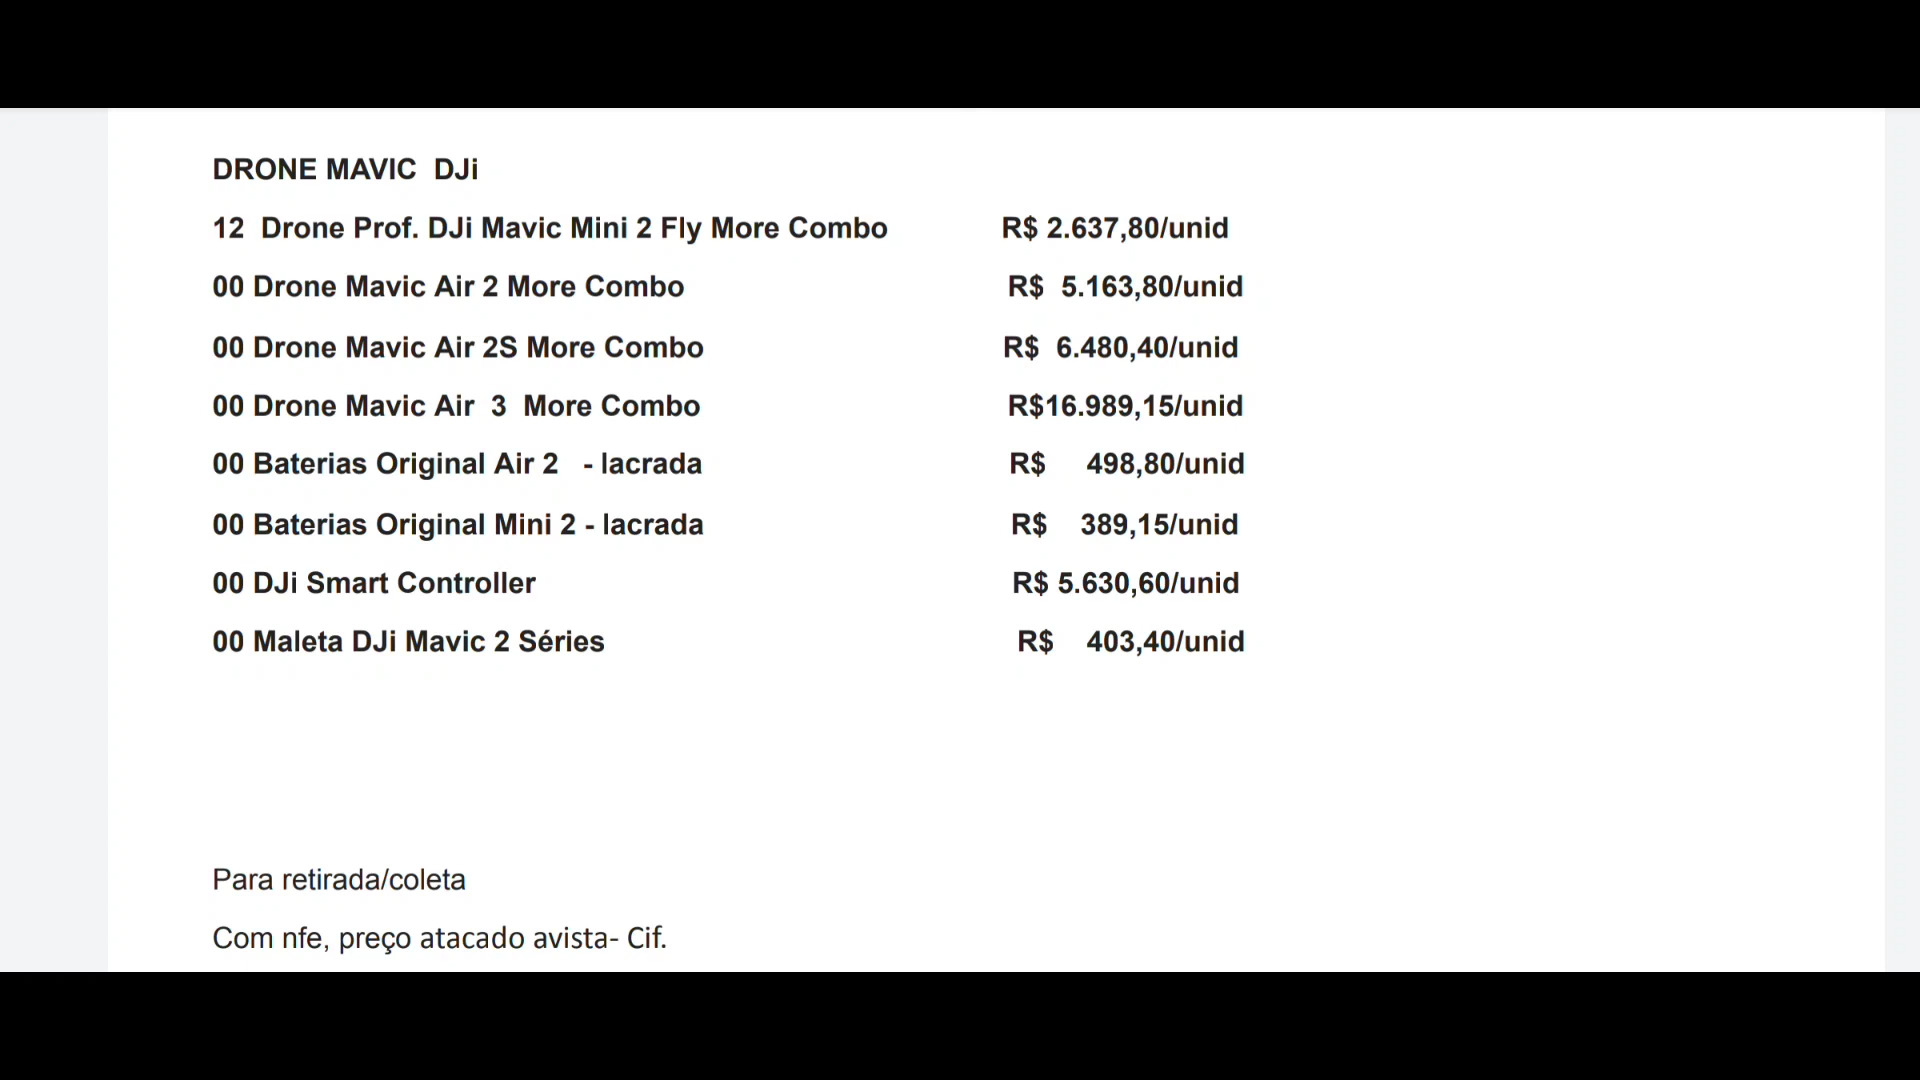 DRONE MAVIC DJi
12 Drone Prof. DJi Mavic Mini 2 Fly More Combo R$ 2.637,80/unid
00 Drone Mavic Air 2 More Combo R$ 5.163,80/unid
00 Drone Mavic Air 2S More Combo R$ 6.480,40/unid
00 Drone Mavic Air 3 More Combo R$16.989,15/unid
00 Baterias Original Air 2 - lacrada R$ 498,80/unid
00 Baterias Original Mini 2 - lacrada R$ 389,15/unid
00 DJi Smart Controller R$ 5.630,60/unid
00 Maleta DJi Mavic 2 Séries R$ 403,40/unid
Para retirada/coleta
Com nfe, preço atacado avista- Cif.